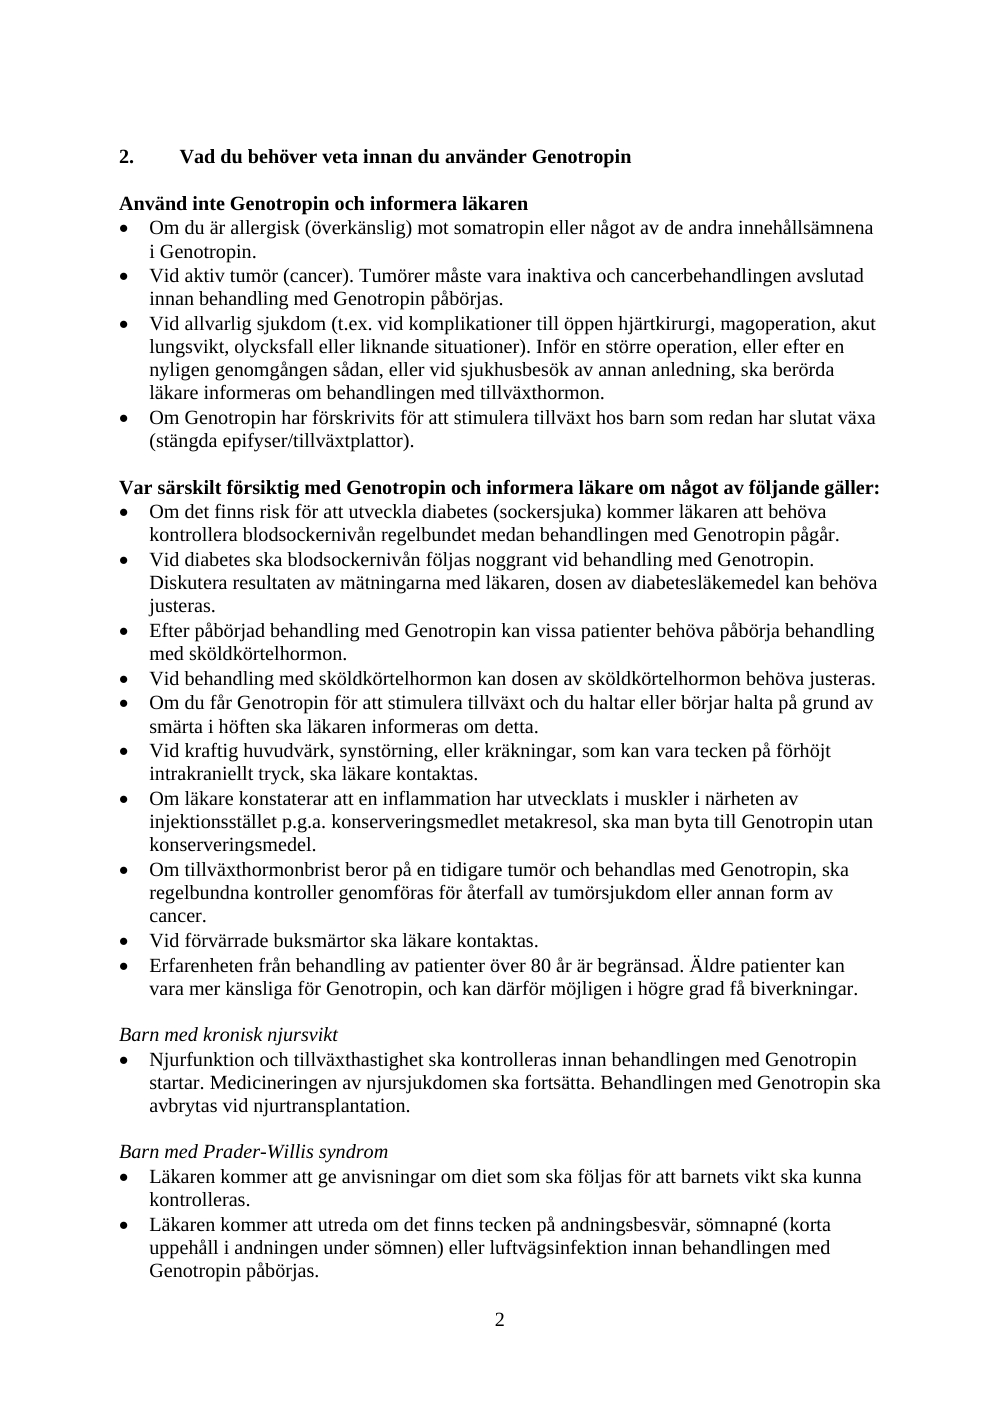 2. Vad du behöver veta innan du använder Genotropin
Använd inte Genotropin och informera läkaren
• Om du är allergisk (överkänslig) mot somatropin eller något av de andra innehållsämnena
i Genotropin.
• Vid aktiv tumör (cancer). Tumörer måste vara inaktiva och cancerbehandlingen avslutad
innan behandling med Genotropin påbörjas.
• Vid allvarlig sjukdom (t.ex. vid komplikationer till öppen hjärtkirurgi, magoperation, akut
lungsvikt, olycksfall eller liknande situationer). Inför en större operation, eller efter en
nyligen genomgången sådan, eller vid sjukhusbesök av annan anledning, ska berörda
läkare informeras om behandlingen med tillväxthormon.
• Om Genotropin har förskrivits för att stimulera tillväxt hos barn som redan har slutat växa
(stängda epifyser/tillväxtplattor).
Var särskilt försiktig med Genotropin och informera läkare om något av följande gäller:
• Om det finns risk för att utveckla diabetes (sockersjuka) kommer läkaren att behöva
kontrollera blodsockernivån regelbundet medan behandlingen med Genotropin pågår.
• Vid diabetes ska blodsockernivån följas noggrant vid behandling med Genotropin.
Diskutera resultaten av mätningarna med läkaren, dosen av diabetesläkemedel kan behöva
justeras.
• Efter påbörjad behandling med Genotropin kan vissa patienter behöva påbörja behandling
med sköldkörtelhormon.
• Vid behandling med sköldkörtelhormon kan dosen av sköldkörtelhormon behöva justeras.
• Om du får Genotropin för att stimulera tillväxt och du haltar eller börjar halta på grund av
smärta i höften ska läkaren informeras om detta.
• Vid kraftig huvudvärk, synstörning, eller kräkningar, som kan vara tecken på förhöjt
intrakraniellt tryck, ska läkare kontaktas.
• Om läkare konstaterar att en inflammation har utvecklats i muskler i närheten av
injektionsstället p.g.a. konserveringsmedlet metakresol, ska man byta till Genotropin utan
konserveringsmedel.
• Om tillväxthormonbrist beror på en tidigare tumör och behandlas med Genotropin, ska
regelbundna kontroller genomföras för återfall av tumörsjukdom eller annan form av
cancer.
• Vid förvärrade buksmärtor ska läkare kontaktas.
• Erfarenheten från behandling av patienter över 80 år är begränsad. Äldre patienter kan
vara mer känsliga för Genotropin, och kan därför möjligen i högre grad få biverkningar.
Barn med kronisk njursvikt
• Njurfunktion och tillväxthastighet ska kontrolleras innan behandlingen med Genotropin
startar. Medicineringen av njursjukdomen ska fortsätta. Behandlingen med Genotropin ska
avbrytas vid njurtransplantation.
Barn med Prader-Willis syndrom
• Läkaren kommer att ge anvisningar om diet som ska följas för att barnets vikt ska kunna
kontrolleras.
• Läkaren kommer att utreda om det finns tecken på andningsbesvär, sömnapné (korta
uppehåll i andningen under sömnen) eller luftvägsinfektion innan behandlingen med
Genotropin påbörjas.
2